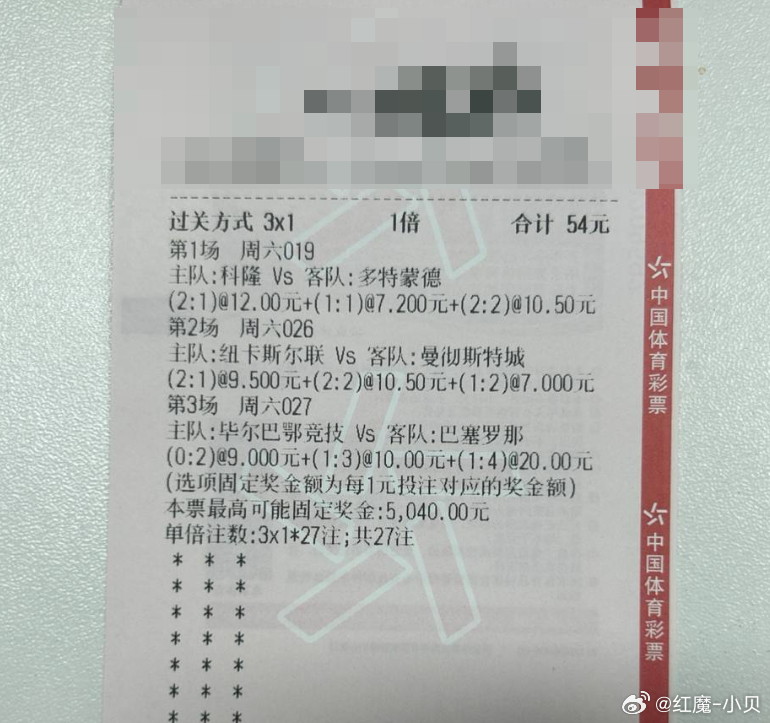 过关方式 3x1 1倍 合计 54元
第1场 周六019
主队:科隆 Vs 客队:多特蒙德
(2:1)@12.00元+(1:1)@7.200元+(2:2)@10.50元
第2场 周六026
主队:纽卡斯尔联 Vs 客队:曼彻斯特城
(2:1)@9.500元+(2:2)@10.50元+(1:2)@7.000元
第3场 周六027
主队:毕尔巴鄂竞技 Vs 客队:巴塞罗那
(0:2)@9.000元+(1:3)@10.00元+(1:4)@20.00元
(选项固定奖金额为每1元投注对应的奖金额)
本票最高可能固定奖金:5,040.00元
单倍注数:3x1*27注;共27注
* * *
* * *
* * *
* * *
* * *
* * *
* * *
中国体育彩票
中国体育彩票
@红魔-小贝